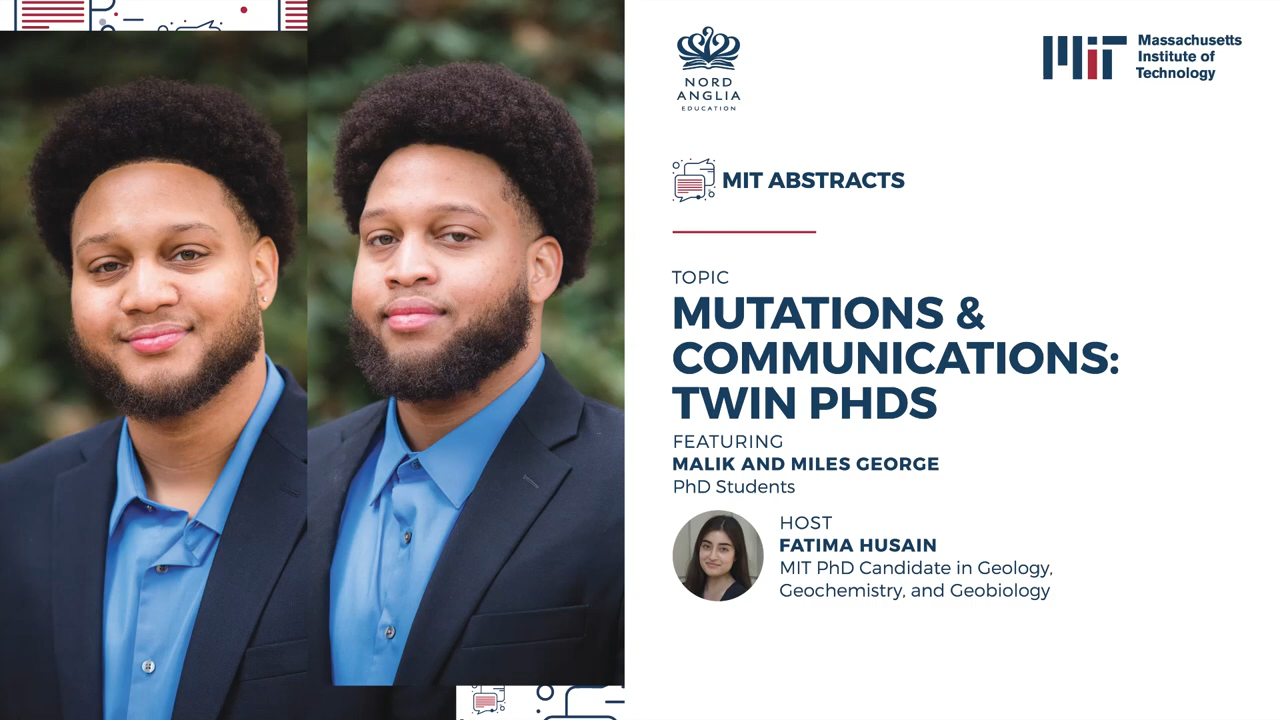 NORD
ANGLIA
EDUCATION
MIT
Massachusetts
Institute of
Technology
MIT ABSTRACTS
TOPIC
MUTATIONS &
COMMUNICATIONS:
TWIN PHDS
FEATURING
MALIK AND MILES GEORGE
PhD Students
HOST
FATIMA HUSAIN
MIT PhD Candidate in Geology,
Geochemistry, and Geobiology